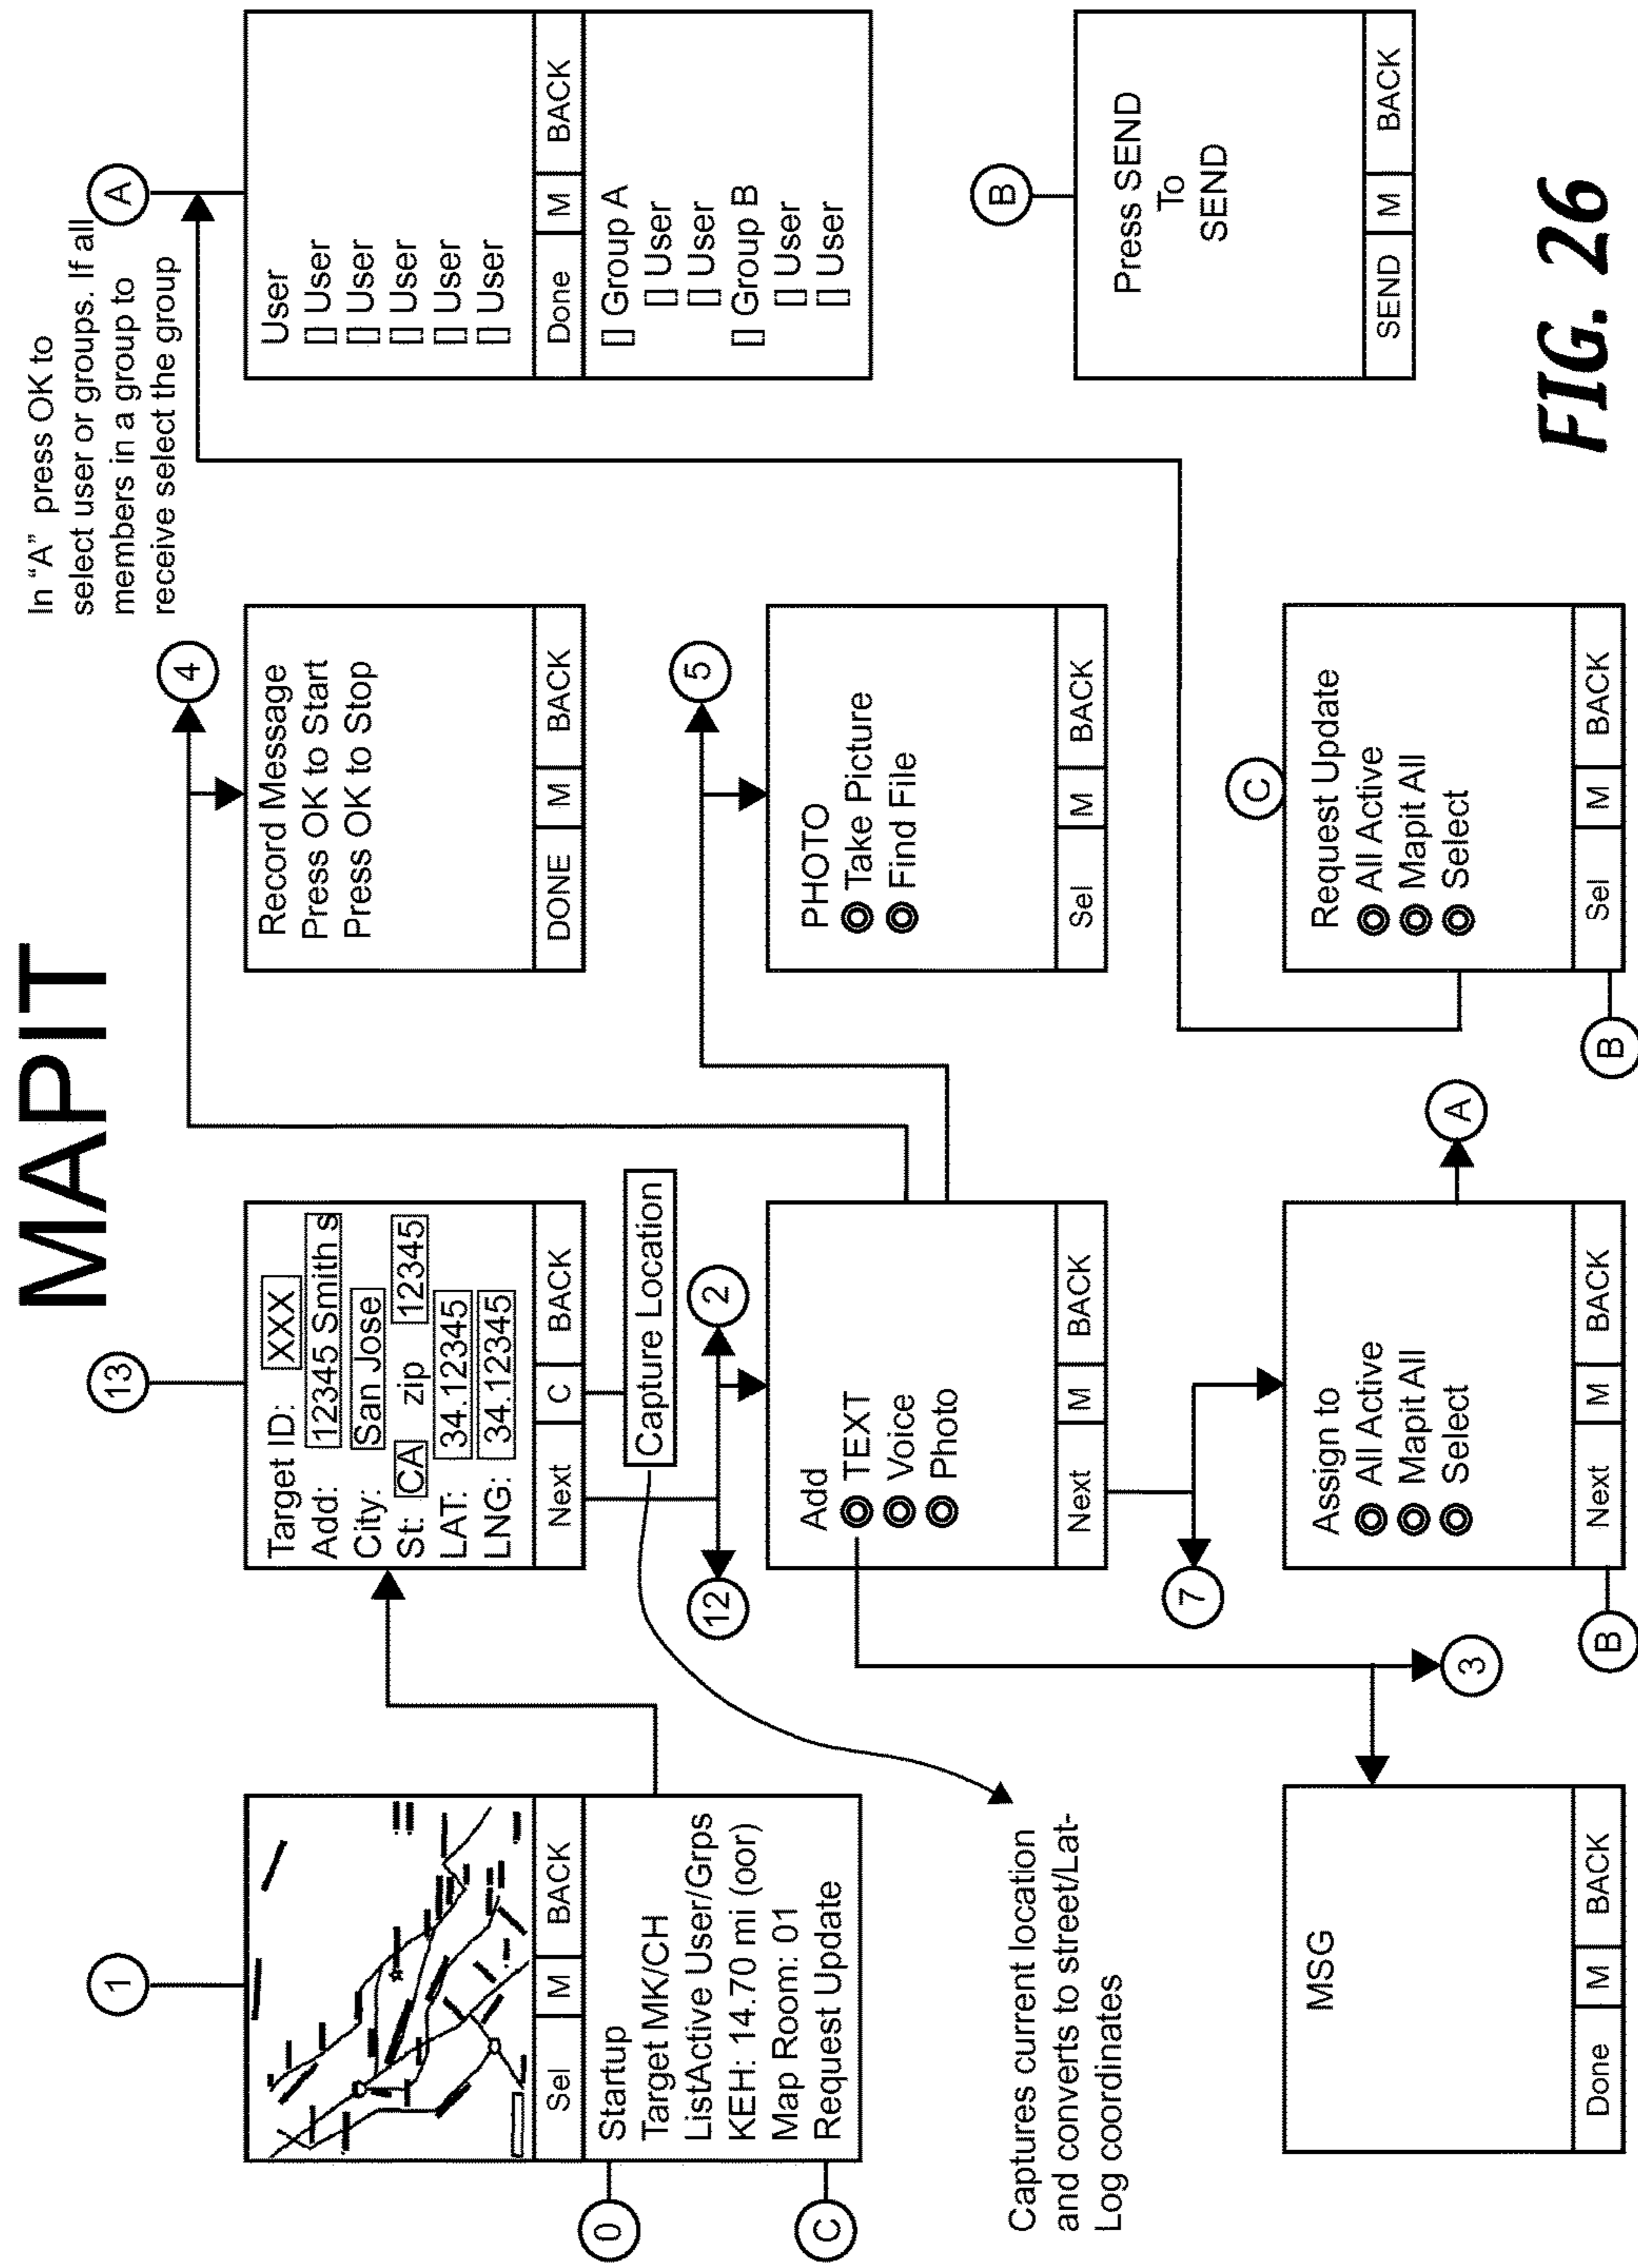 MAPIT
1
Sel M BACK
0
Startup
Target MK/CH
ListActive User/Grps
KEH: 14.70 mi (oor)
Map Room: 01
Request Update
C
Captures current location
and converts to street/Lat-
Log coordinates
MSG
Done M BACK
13
Target ID: XXX
Add: 12345 Smith s
City: San Jose
St: CA zip 12345
LAT: 34.12345
LNG: 34.12345
Next C BACK
Capture Location
12
2
Add
TEXT
Voice
Photo
Next M BACK
7
3
Assign to
All Active
Mapit All
Select
Next M BACK
B
A
4
Record Message
Press OK to Start
Press OK to Stop
DONE M BACK
5
PHOTO
Take Picture
Find File
Sel M BACK
C
Request Update
All Active
Mapit All
Select
Sel M BACK
B
In “A” press OK to
select user or groups. If all
members in a group to
receive select the group
A
User
[] User
[] User
[] User
[] User
[] User
Done M BACK
[] Group A
[] User
[] User
[] Group B
[] User
[] User
B
Press SEND
To
SEND
SEND M BACK
FIG. 26